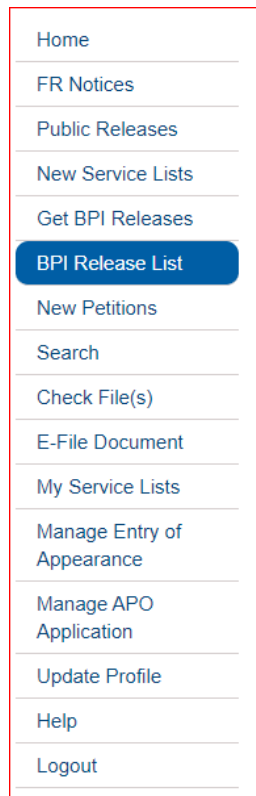 Home
FR Notices
Public Releases
New Service Lists
Get BPI Releases
BPI Release List
New Petitions
Search
Check File(s)
E-File Document
My Service Lists
Manage Entry of
Appearance
Manage APO
Application
Update Profile
Help
Logout